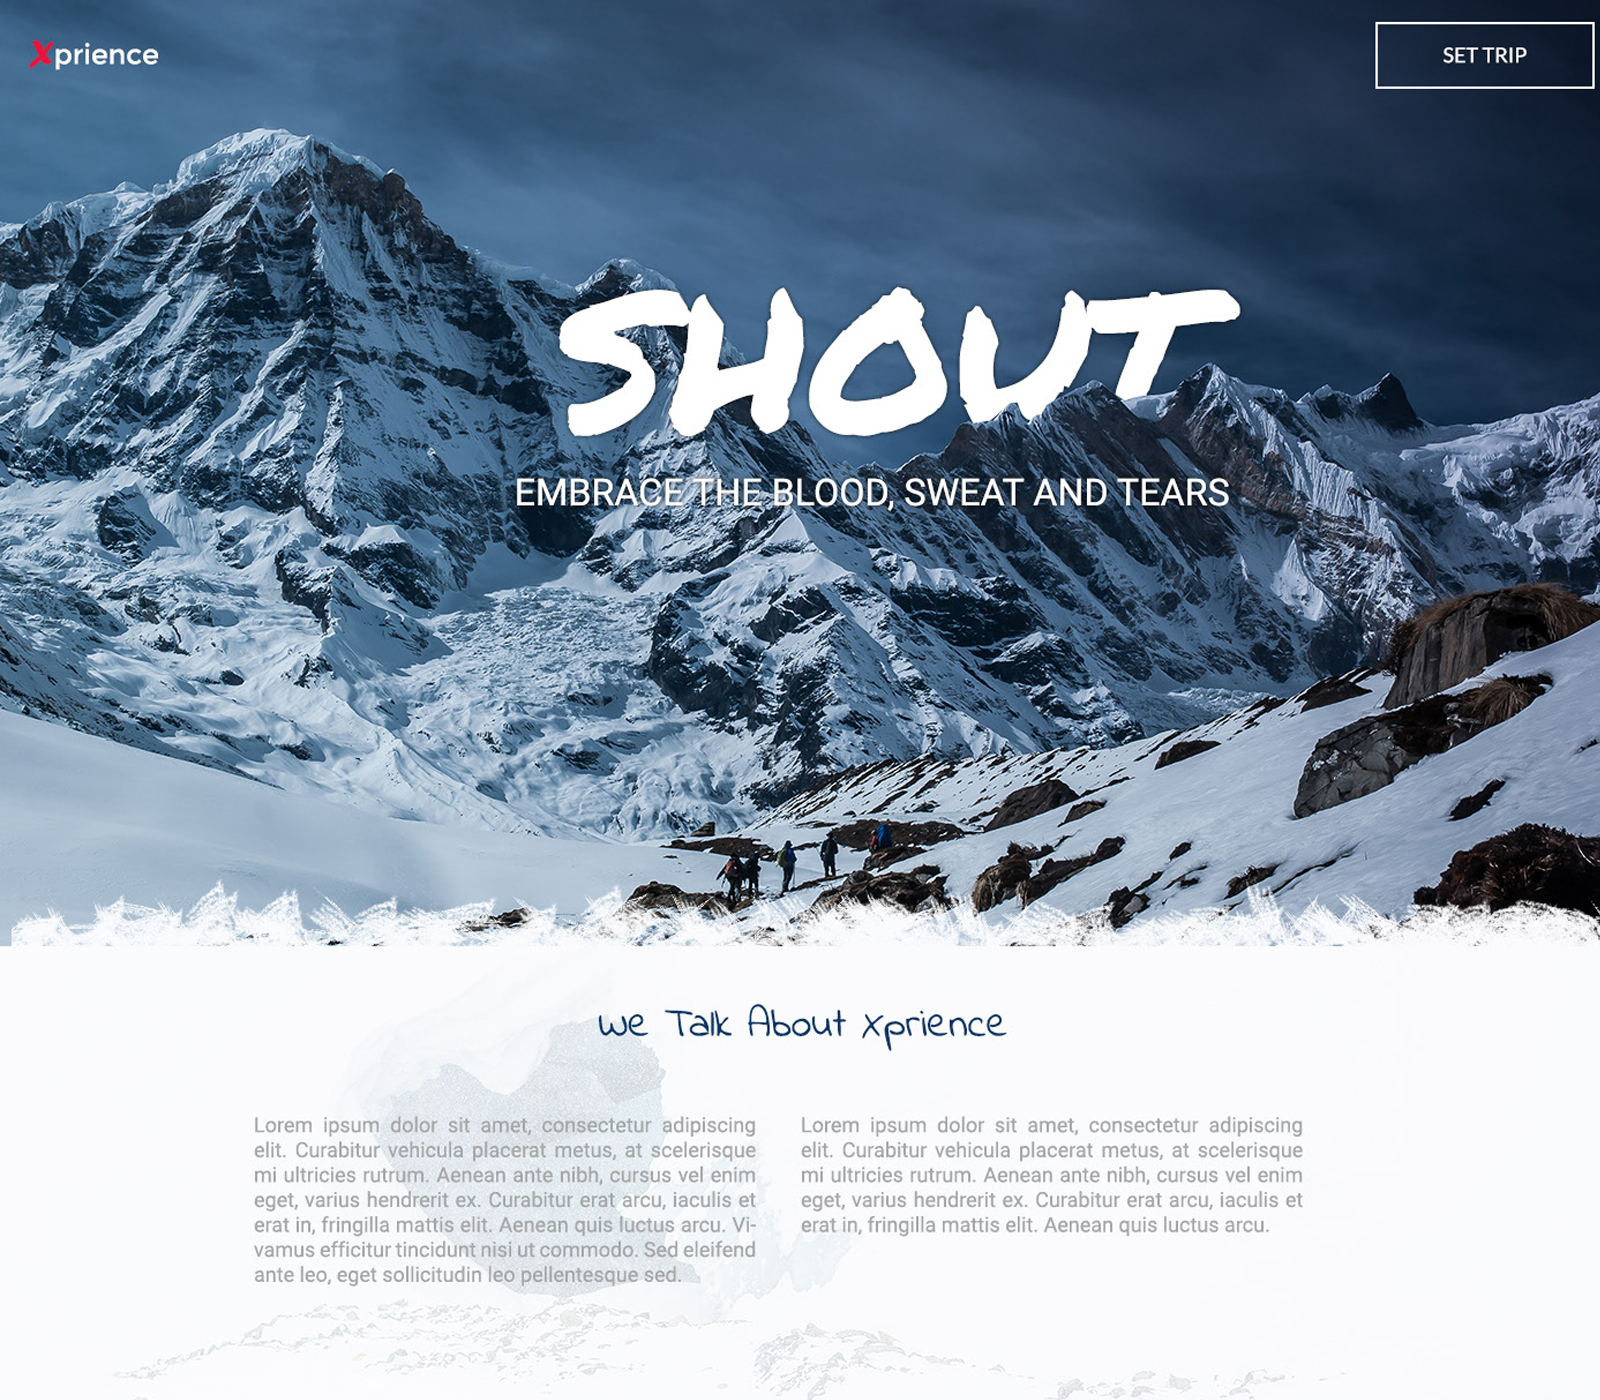 Xprience
SET TRIP
SHOUT
EMBRACE THE BLOOD, SWEAT AND TEARS
We Talk About Xprience
Lorem ipsum dolor sit amet, consectetur adipiscing
elit. Curabitur vehicula placerat metus, at scelerisque
mi ultricies rutrum. Aenean ante nibh, cursus vel enim
eget, varius hendrerit ex. Curabitur erat arcu, iaculis et
erat in, fringilla mattis elit. Aenean quis luctus arcu. Vi-
vamus efficitur tincidunt nisi ut commodo. Sed eleifend
ante leo, eget sollicitudin leo pellentesque sed.
Lorem ipsum dolor sit amet, consectetur adipiscing
elit. Curabitur vehicula placerat metus, at scelerisque
mi ultricies rutrum. Aenean ante nibh, cursus vel enim
eget, varius hendrerit ex. Curabitur erat arcu, iaculis et
erat in, fringilla mattis elit. Aenean quis luctus arcu.